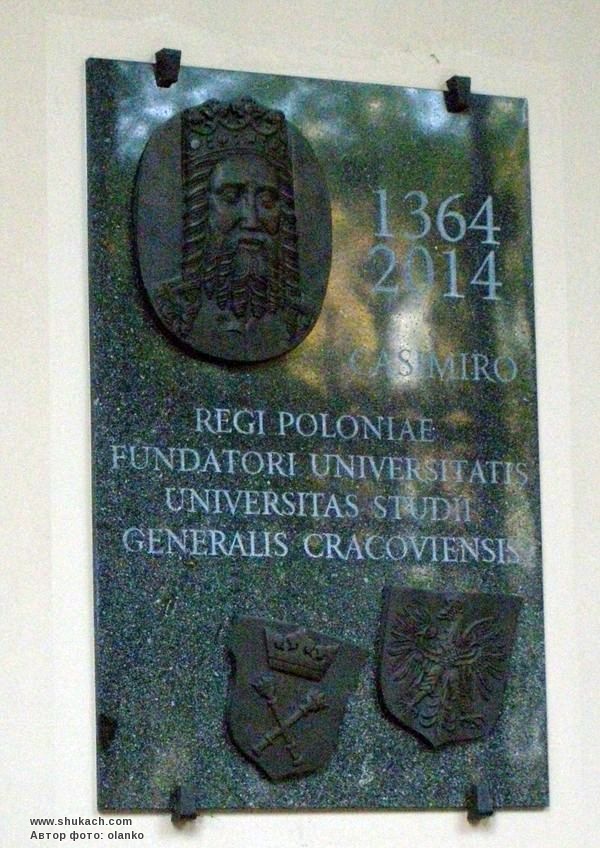 1364
2014
CASIMIRO
REGI POLONIAE
FUNDATORI UNIVERSITATIS
UNIVERSITAS STUDII
GENERALIS CRACOVIENSIS
www.shukach.com
Автор фото: olanko